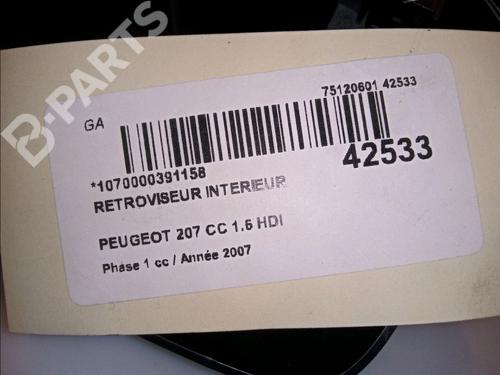 B-PARTS
75120601 42533
GA
*1070000391158
42533
RETROVISEUR INTERIEUR
PEUGEOT 207 CC 1.6 HDI
Phase 1 cc / Année 2007